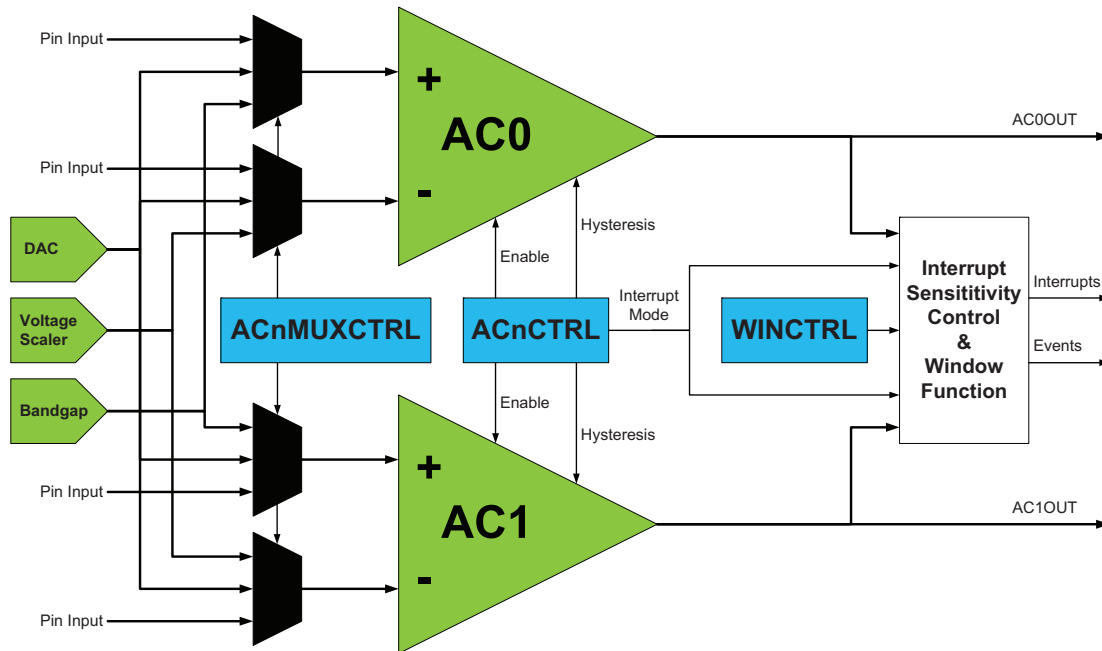 Pin Input
+
AC0
AC0OUT
Pin Input
-
DAC
Hysteresis
Enable
Voltage
Scaler
ACnMUXCTRL
ACnCTRL
Interrupt
Mode
WINCTRL
Interrupt
Sensititivity
Control
&
Window
Function
Interrupts
Events
Bandgap
Enable
Hysteresis
+
Pin Input
AC1
AC1OUT
-
Pin Input